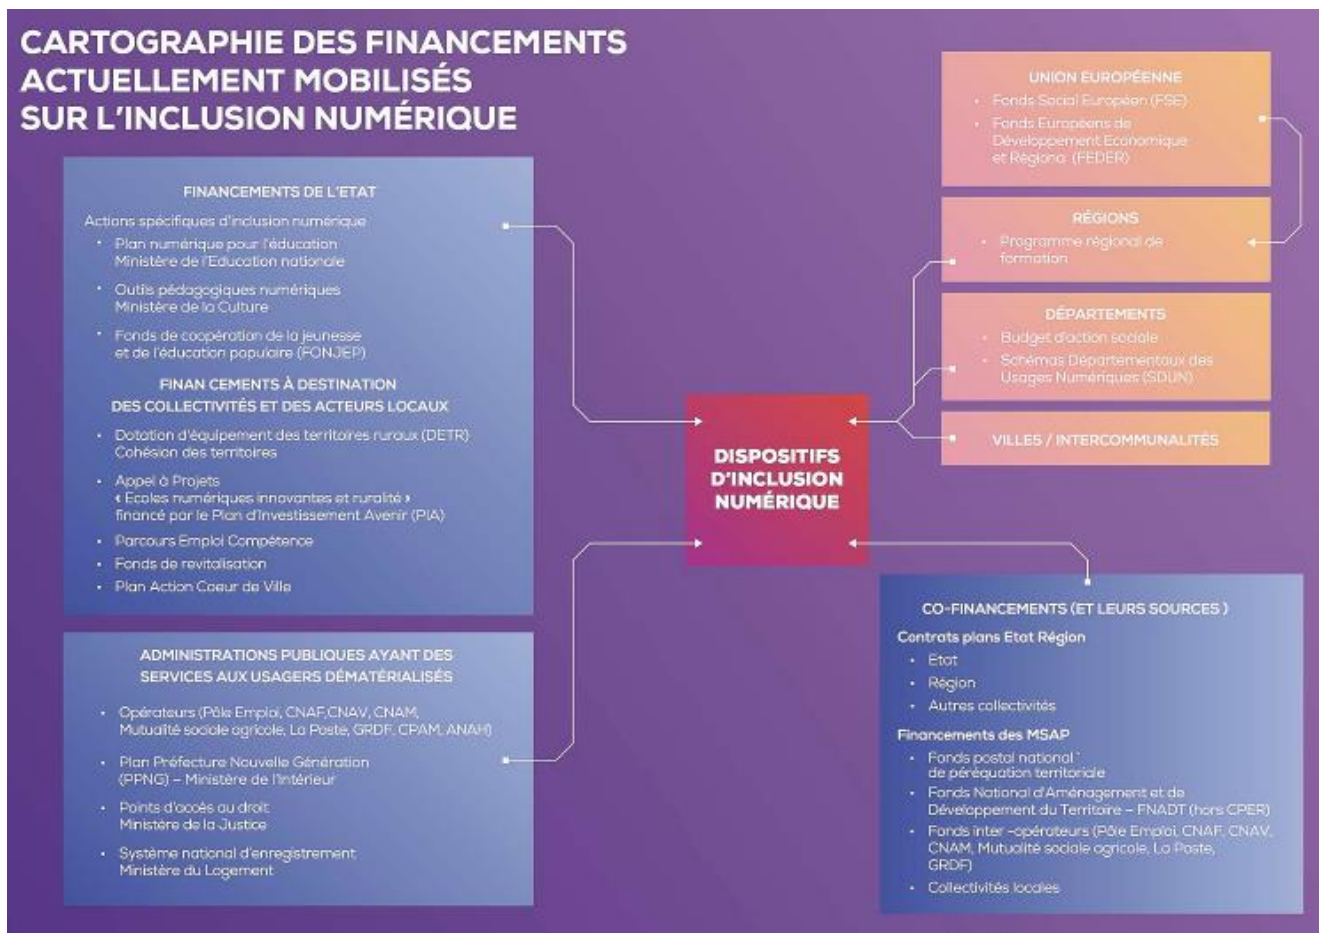 CARTOGRAPHIE DES FINANCEMENTS
ACTUELLEMENT MOBILISÉS
SUR L'INCLUSION NUMÉRIQUE
FINANCEMENTS DE L'ETAT
Actions spécifiques d'inclusion numérique
• Plan numérique pour l'éducation
Ministère de l'Education nationale
• Outils pédagogiques numériques
Ministère de la Culture
• Fonds de coopération de la jeunesse
et de l'éducation populaire (FONJEP)
FINAN CEMENTS À DESTINATION
DES COLLECTIVITÉS ET DES ACTEURS LOCAUX
• Dotation d'équipement des territoires ruraux (DETR)
Cohésion des territoires
• Appel à Projets
« Ecoles numériques innovantes et ruralité »
financé par le Plan d'Investissement Avenir (PIA)
• Parcours Emploi Compétence
• Fonds de revitalisation
• Plan Action Coeur de Ville
ADMINISTRATIONS PUBLIQUES AYANT DES
SERVICES AUX USAGERS DÉMATÉRIALISÉS
• Opérateurs (Pôle Emploi, CNAF,CNAV, CNAM,
Mutualité sociale agricole, La Poste, GRDF, CPAM, ANAH)
• Plan Préfecture Nouvelle Génération
(PPNG) – Ministère de l'Intérieur
• Points d'accès au droit
Ministère de la Justice
• Système national d'enregistrement
Ministère du Logement
DISPOSITIFS
D'INCLUSION
NUMÉRIQUE
UNION EUROPÉENNE
• Fonds Social Européen (FSE)
• Fonds Européens de
Développement Economique
et Régiona (FEDER)
RÉGIONS
• Programme régional de
formation
DÉPARTEMENTS
• Budget d'action sociale
• Schémas Départementaux des
Usages Numériques (SDUN)
VILLES / INTERCOMMUNALITÉS
CO-FINANCEMENTS (ET LEURS SOURCES )
Contrats plans Etat Région
• Etat
• Région
• Autres collectivités
Financements des MSAP
• Fonds postal national
de péréquation territoriale
• Fonds National d'Aménagement et de
Développement du Territoire – FNADT (hors CPER)
• Fonds inter -opérateurs (Pôle Emploi, CNAF, CNAV,
CNAM, Mutualité sociale agricole, La Poste,
GRDF)
• Collectivités locales